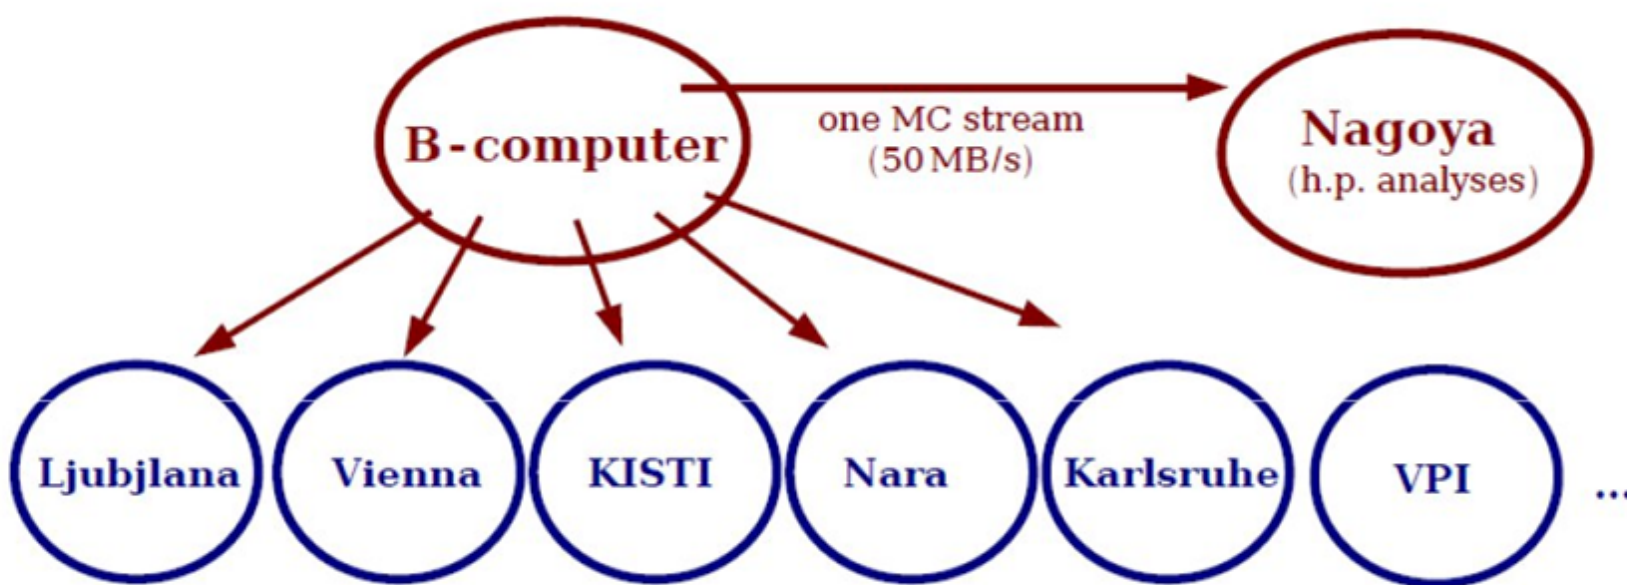 B-computer
one MC stream
(50 MB/s)
Nagoya
(h.p. analyses)
Ljubjlana
Vienna
KISTI
Nara
Karlsruhe
VPI
...